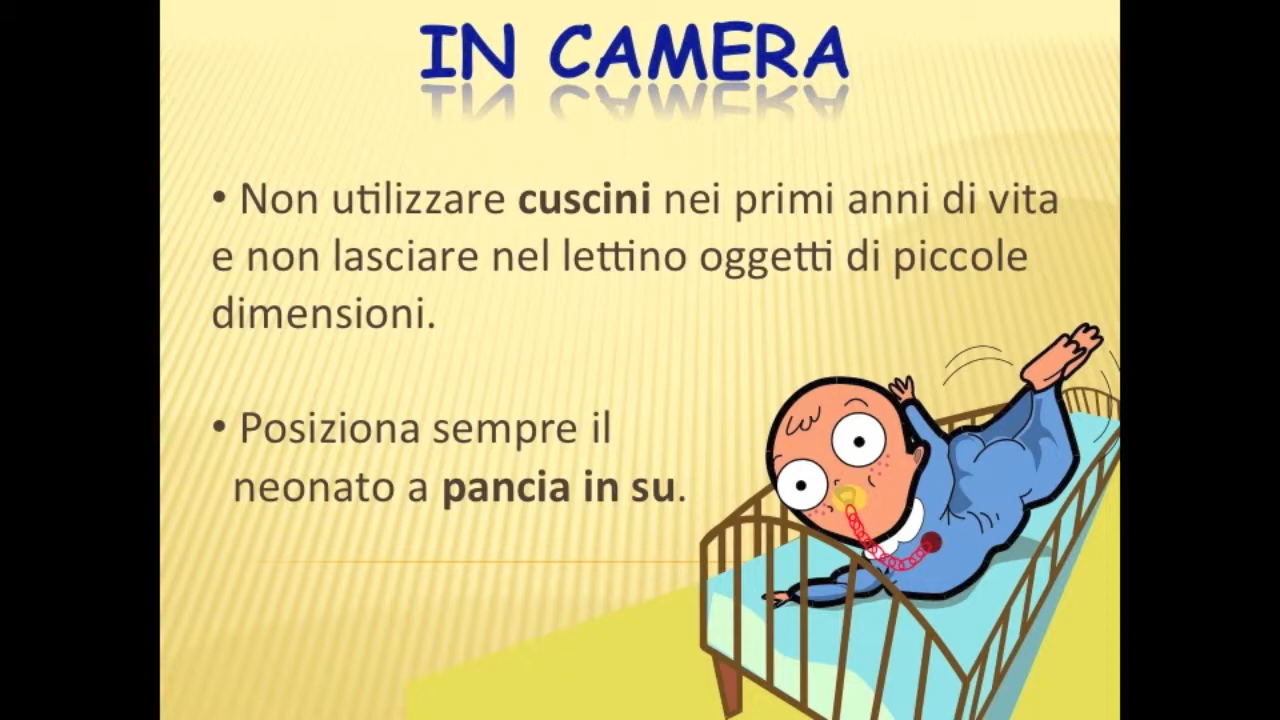 IN CAMERA
• Non utilizzare cuscini nei primi anni di vita
e non lasciare nel lettino oggetti di piccole
dimensioni.
• Posiziona sempre il
neonato a pancia in su.